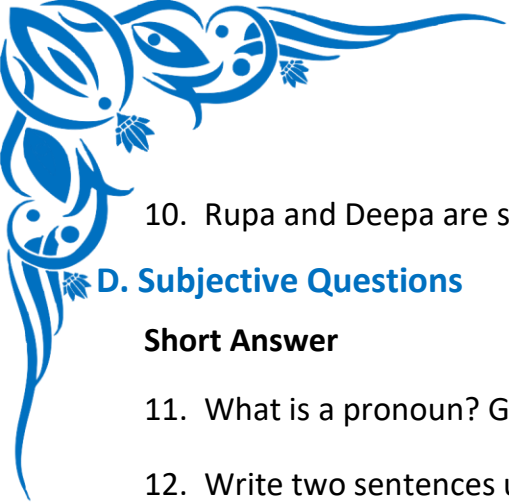 10. Rupa and Deepa are s
D. Subjective Questions
Short Answer
11. What is a pronoun? G
12. Write two sentences u